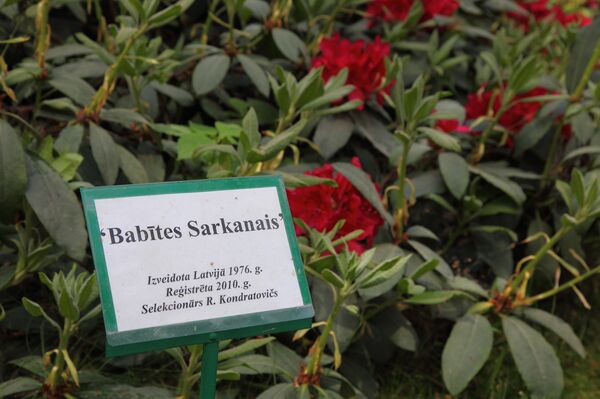 'Babītes Sarkanais'
Izveidota Latvijā 1976. g.
Reģistrēta 2010. g.
Selekcionārs R. Kondratovičs